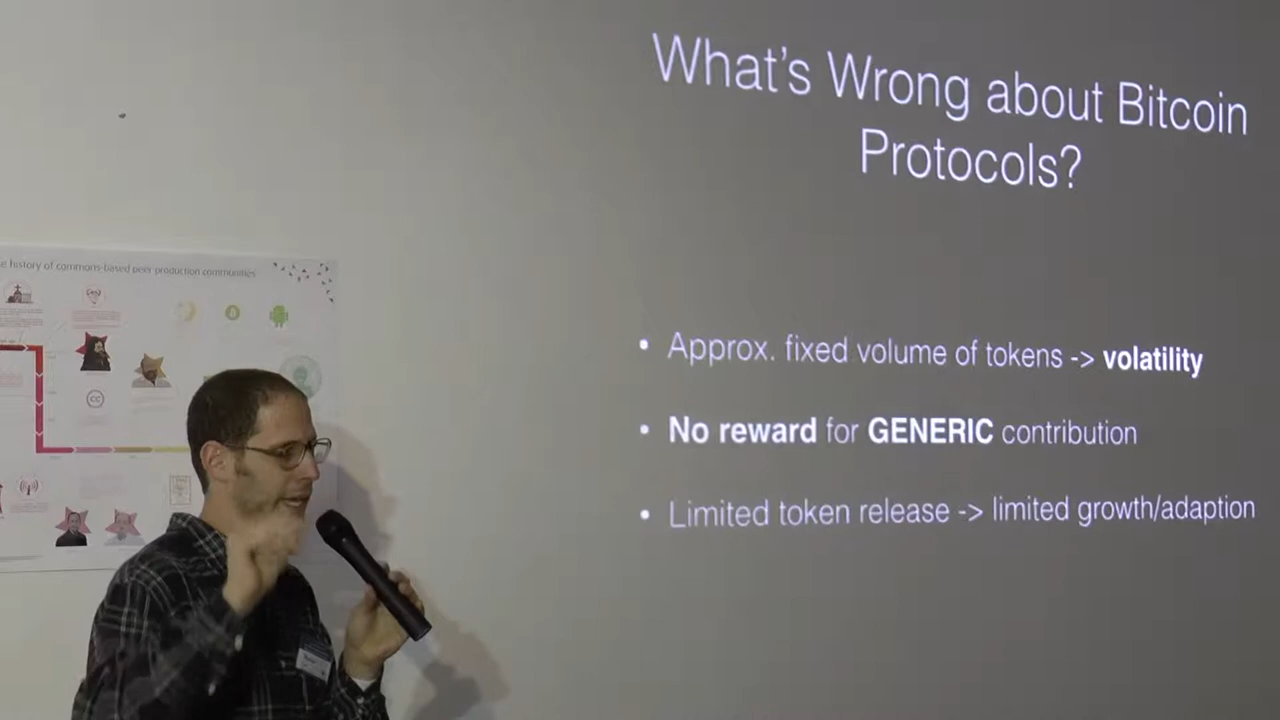 What's Wrong about Bitcoin
Protocols?
history of commons-based peer production communities
• Approx. fixed volume of tokens -> volatility
• No reward for GENERIC contribution
• Limited token release -> limited growth/adaption
cc